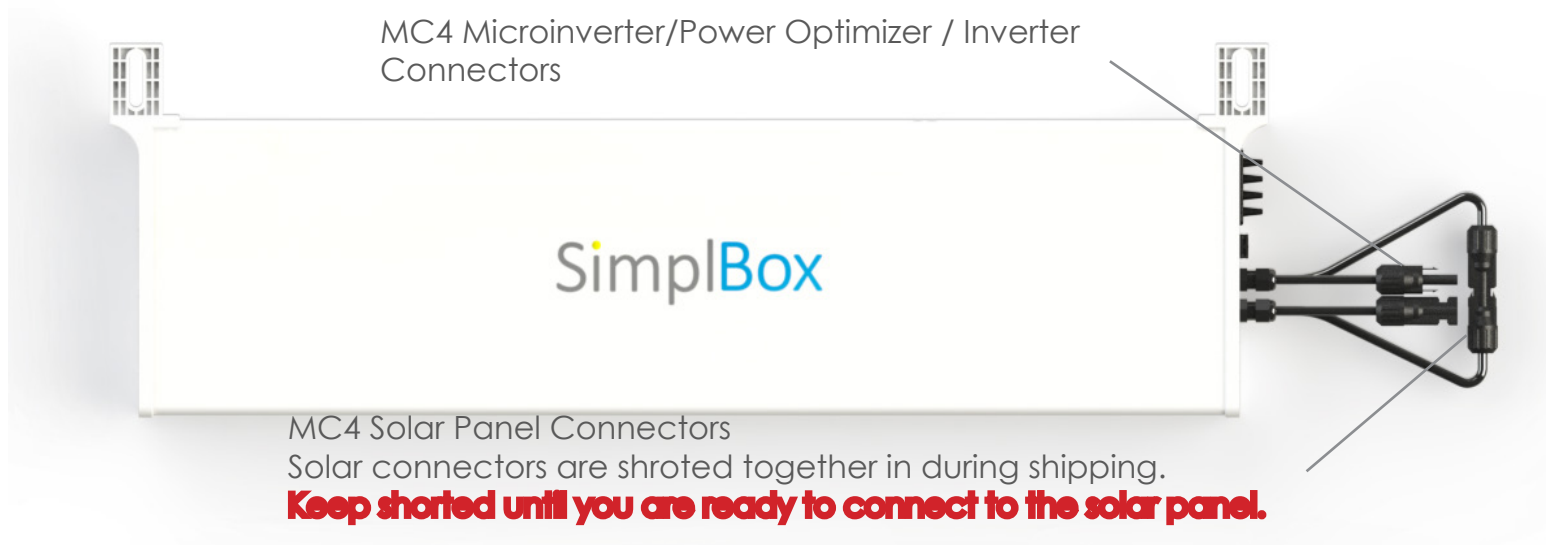 MC4 Microinverter/Power Optimizer / Inverter
Connectors
SimplBox
MC4 Solar Panel Connectors
Solar connectors are shroted together in during shipping.
Keep shorted until you are ready to connect to the solar panel.